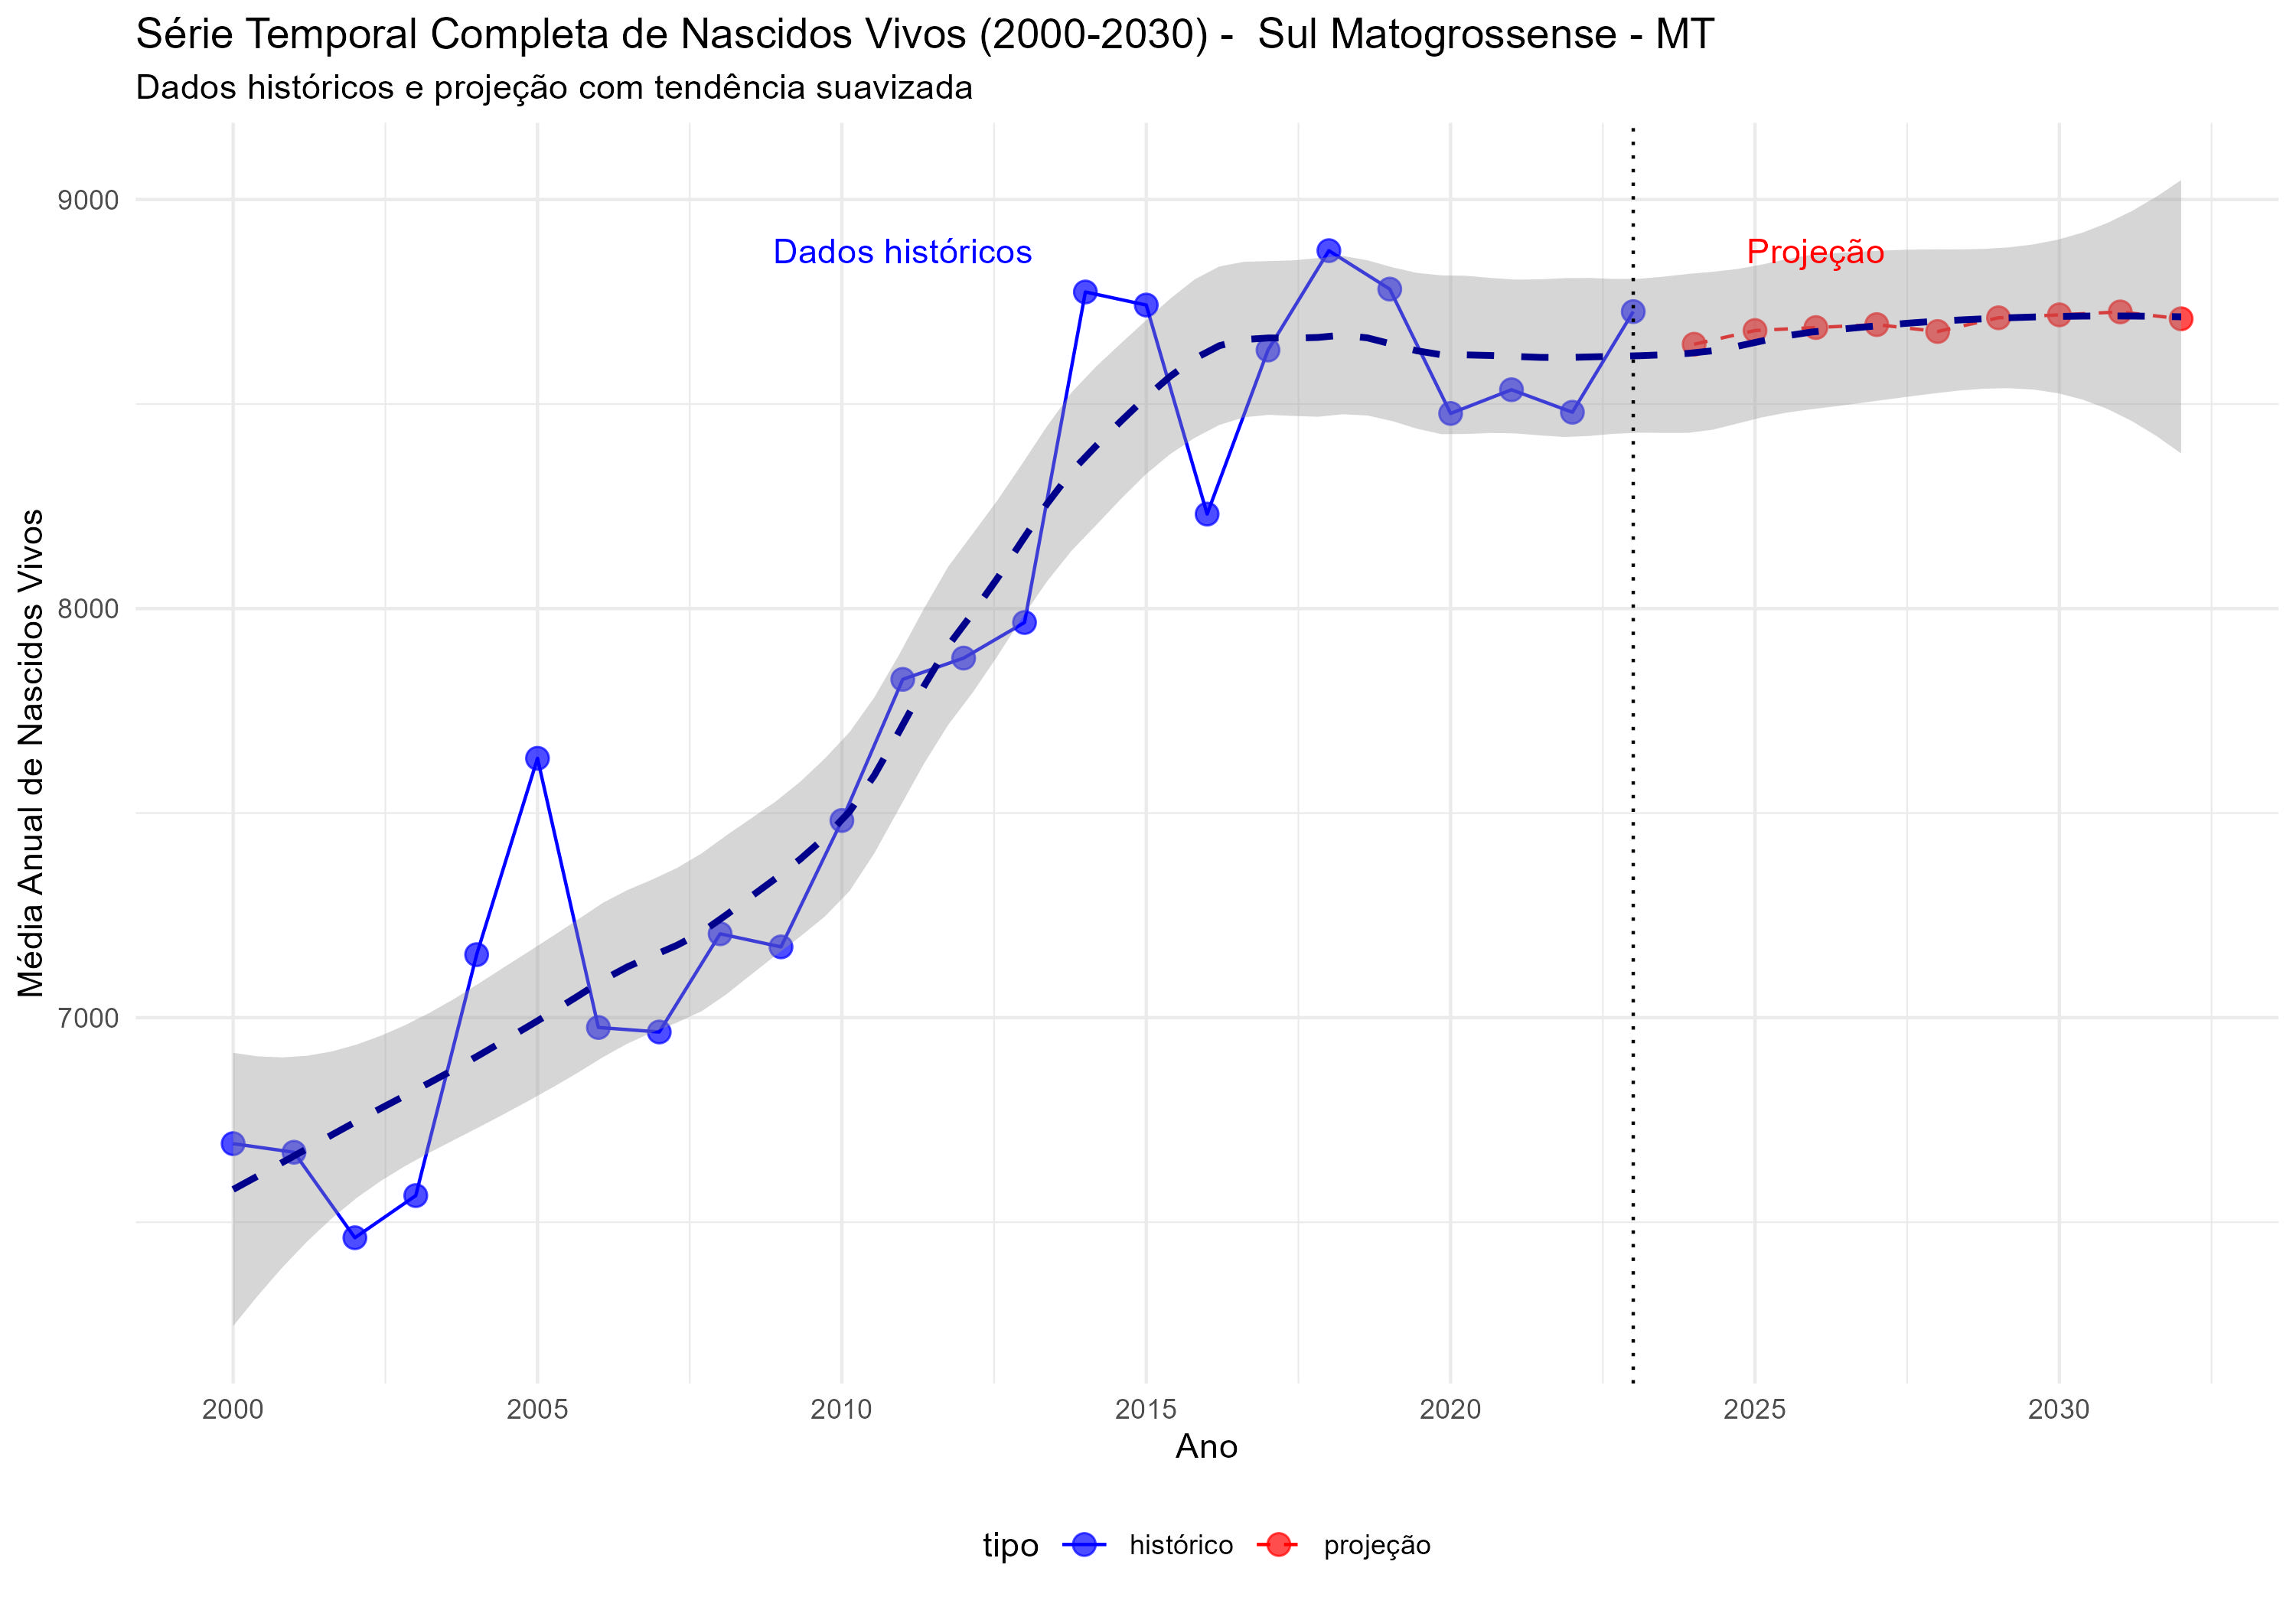 Série Temporal Completa de Nascidos Vivos (2000-2030) -  Sul Matogrossense - MT
Dados históricos e projeção com tendência suavizada
Média Anual de Nascidos Vivos
9000
8000
7000
Dados históricos
Projeção
2000
2005
2010
2015
2020
2025
2030
Ano
tipo
histórico
projeção